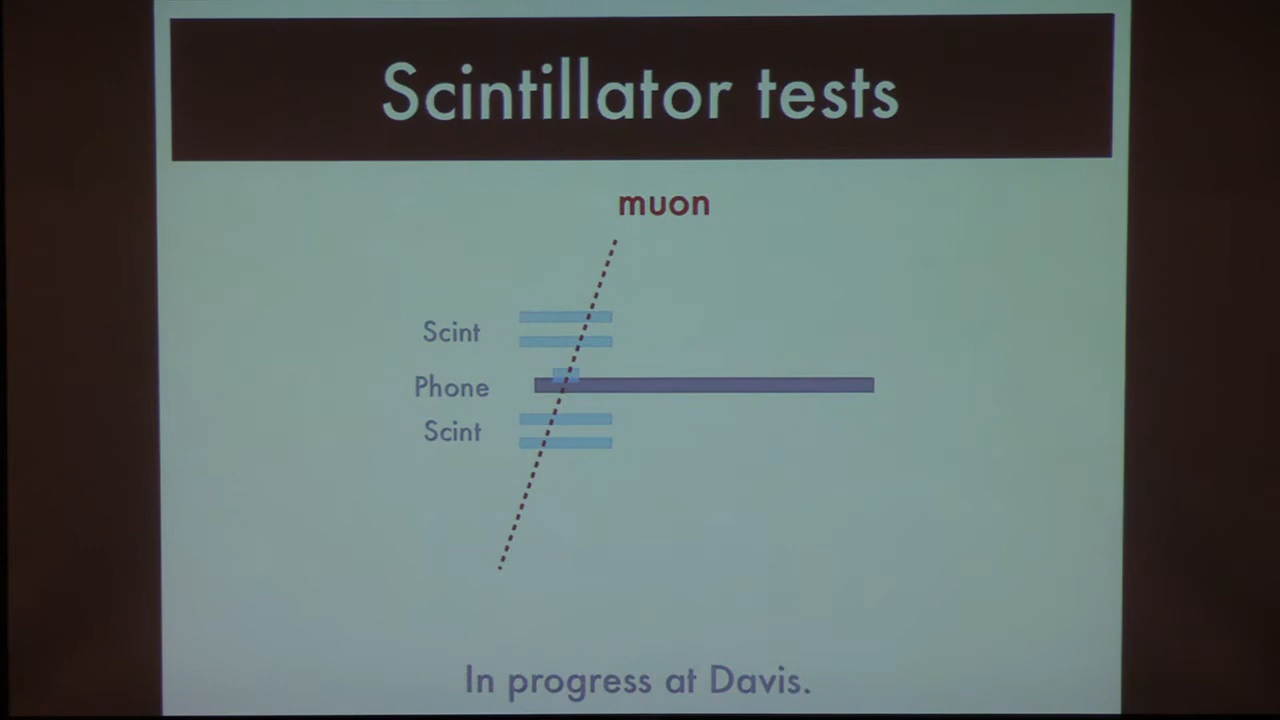 Scintillator tests
muon
Scint
Phone
Scint
In progress at Davis.